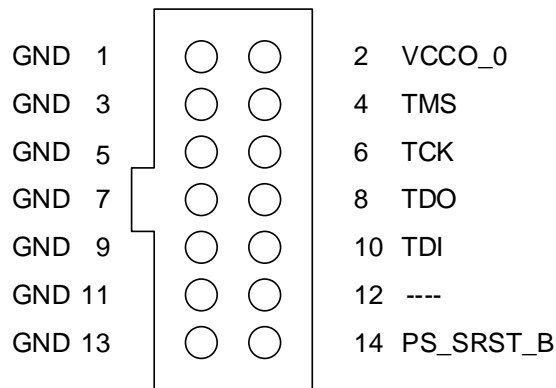 GND 1 2 VCCO_0
GND 3 4 TMS
GND 5 6 TCK
GND 7 8 TDO
GND 9 10 TDI
GND 11 12 ----
GND 13 14 PS_SRST_B